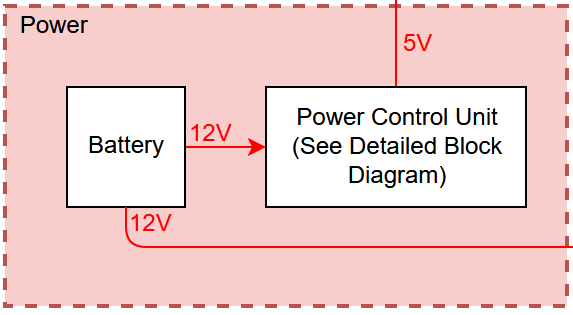 Power
5V
12V
Battery
Power Control Unit
(See Detailed Block
Diagram)
12V